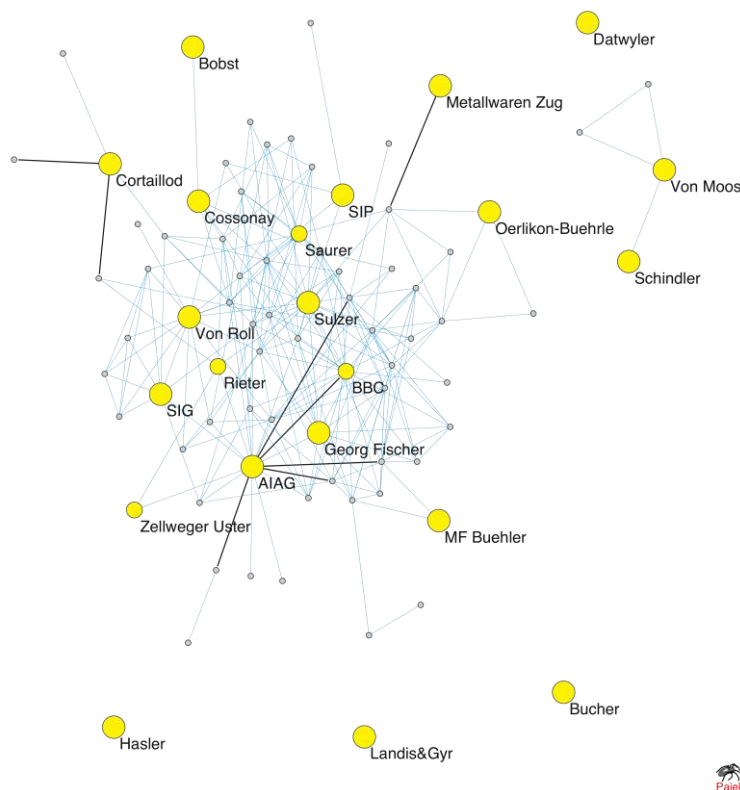 Datwyler
Bobst
Metallwaren Zug
Cortaillod
Von Moos
Cossonay
SIP
Oerlikon-Buehrle
Saurer
Schindler
Sulzer
Von Roll
Rieter
BBC
SIG
Georg Fischer
AIAG
Zellweger Uster
MF Buehler
Bucher
Hasler
Landis&Gyr
Pajek